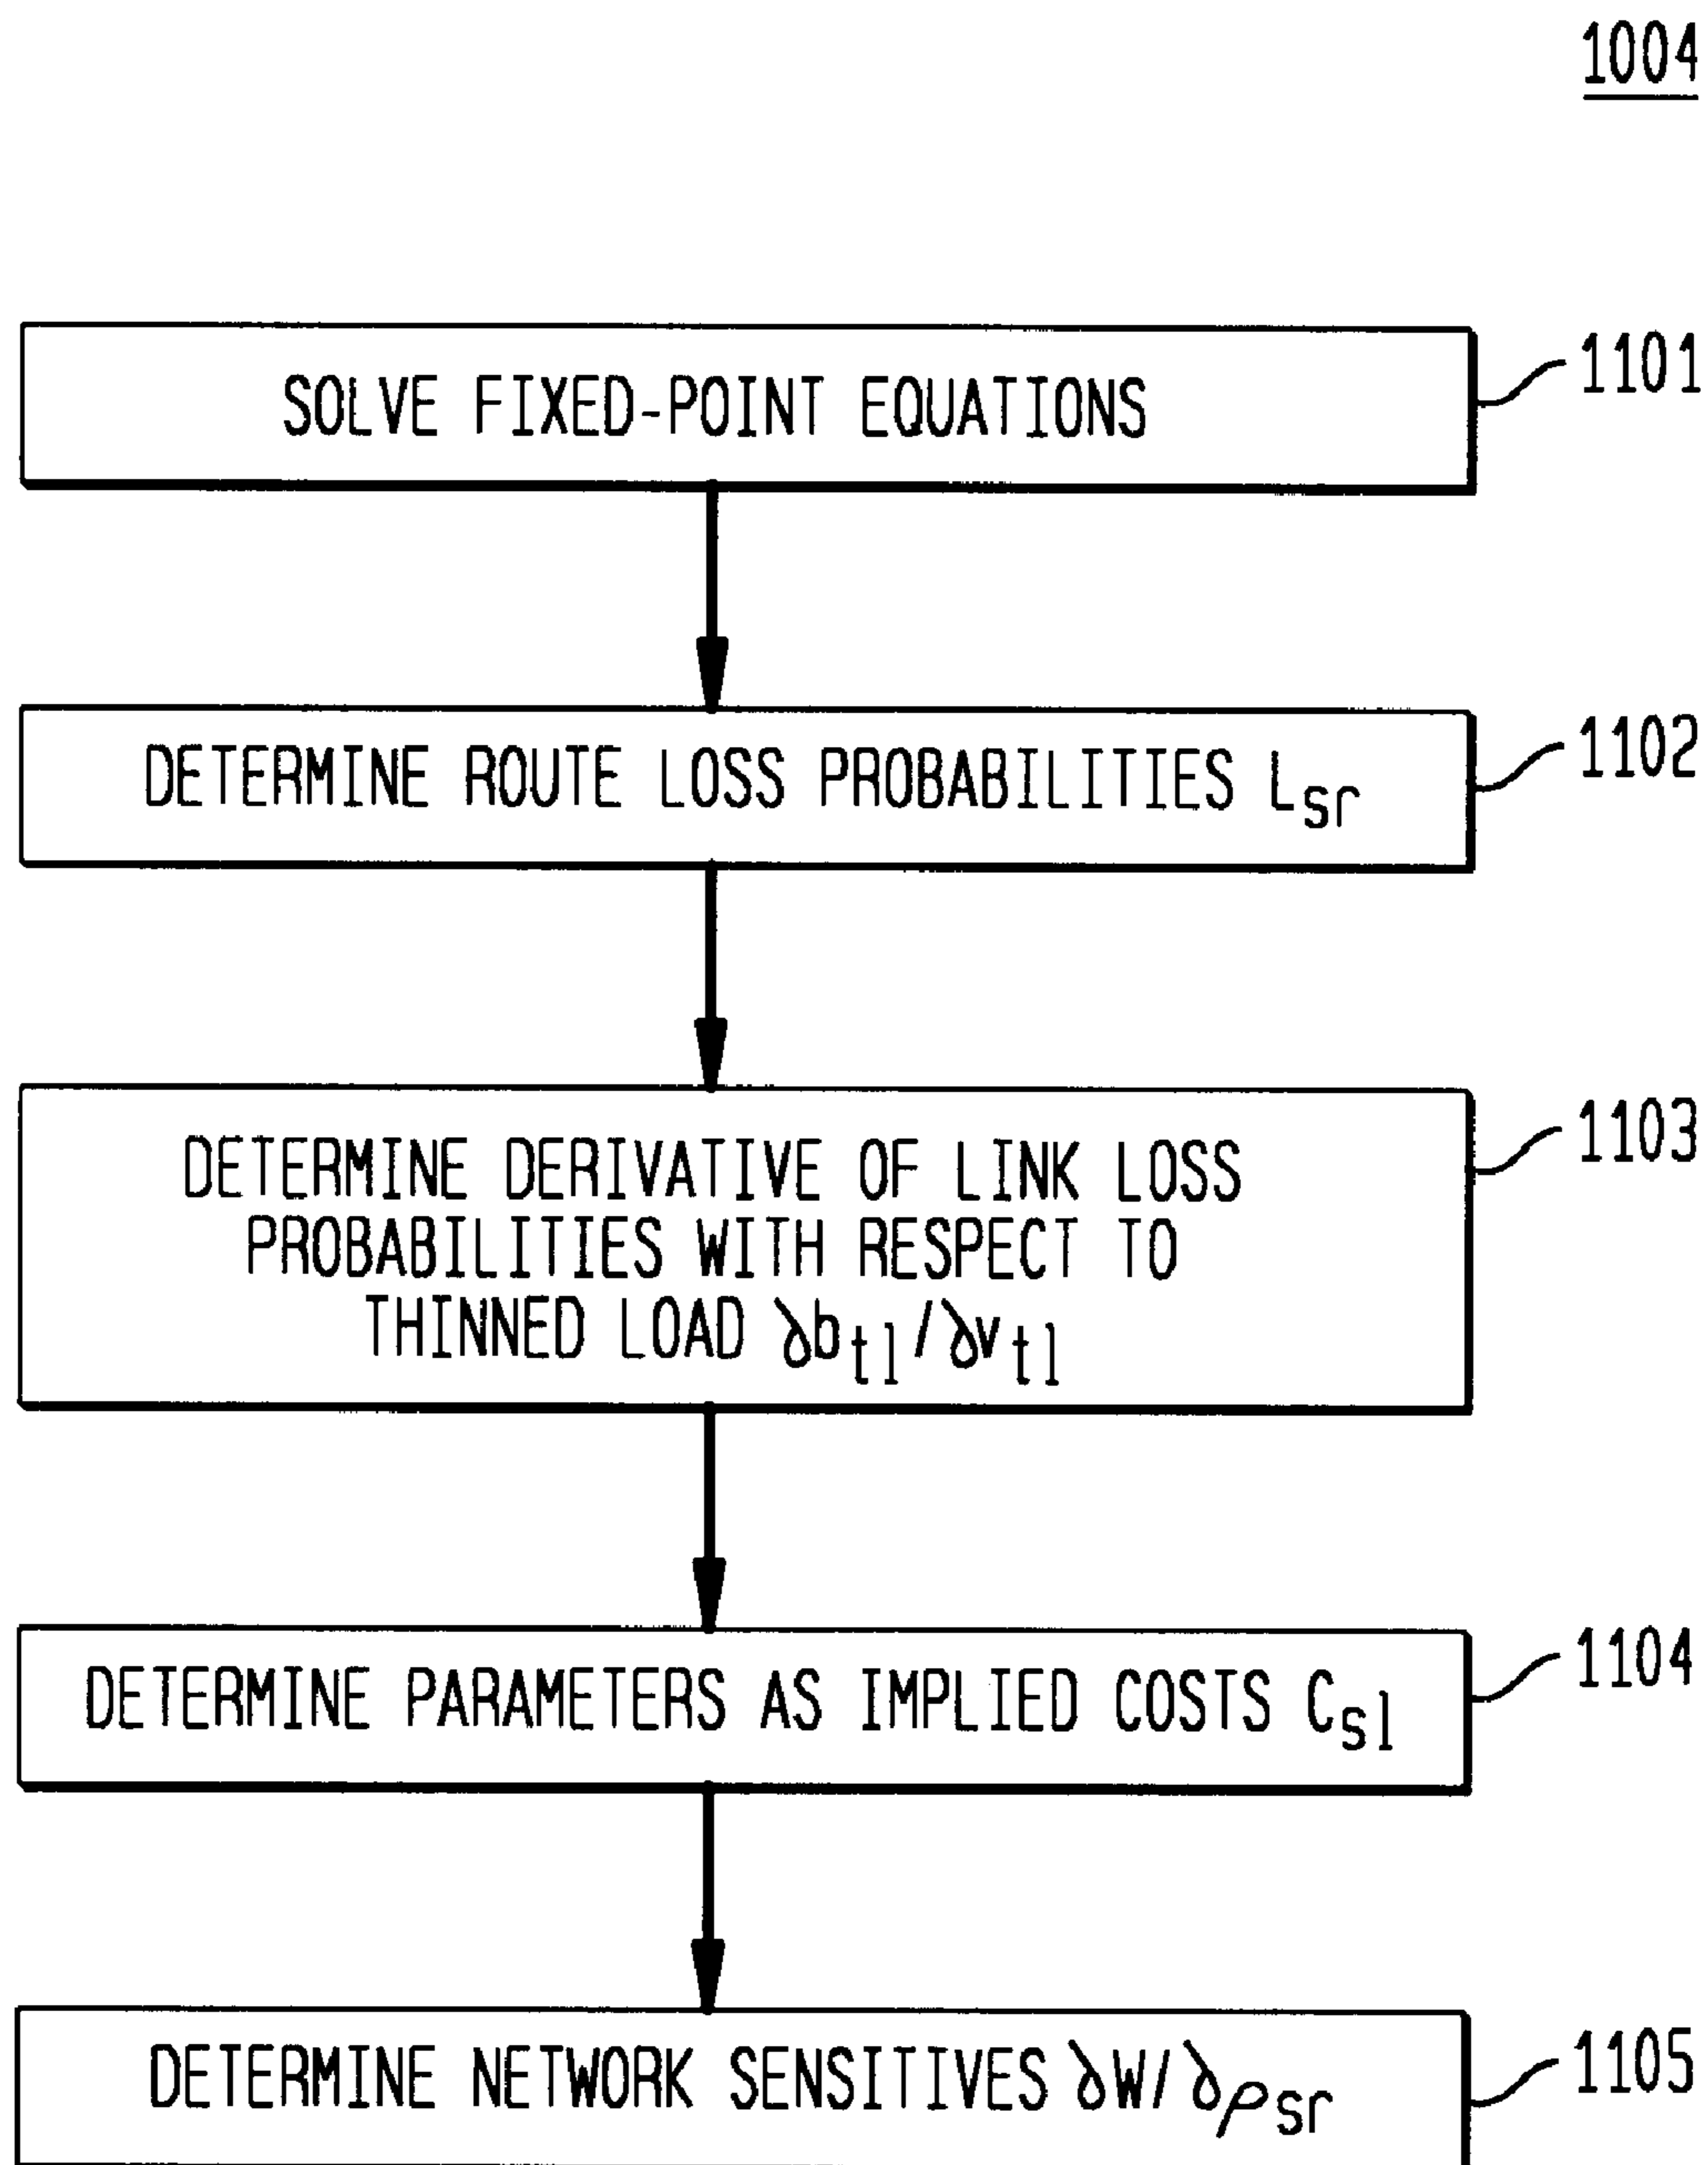 1004
SOLVE FIXED-POINT EQUATIONS
1101
DETERMINE ROUTE LOSS PROBABILITIES Lsr
1102
DETERMINE DERIVATIVE OF LINK LOSS
PROBABILITIES WITH RESPECT TO
THINNED LOAD ∂btl/∂vtl
1103
DETERMINE PARAMETERS AS IMPLIED COSTS Csl
1104
DETERMINE NETWORK SENSITIVES ∂W/∂ρsr
1105